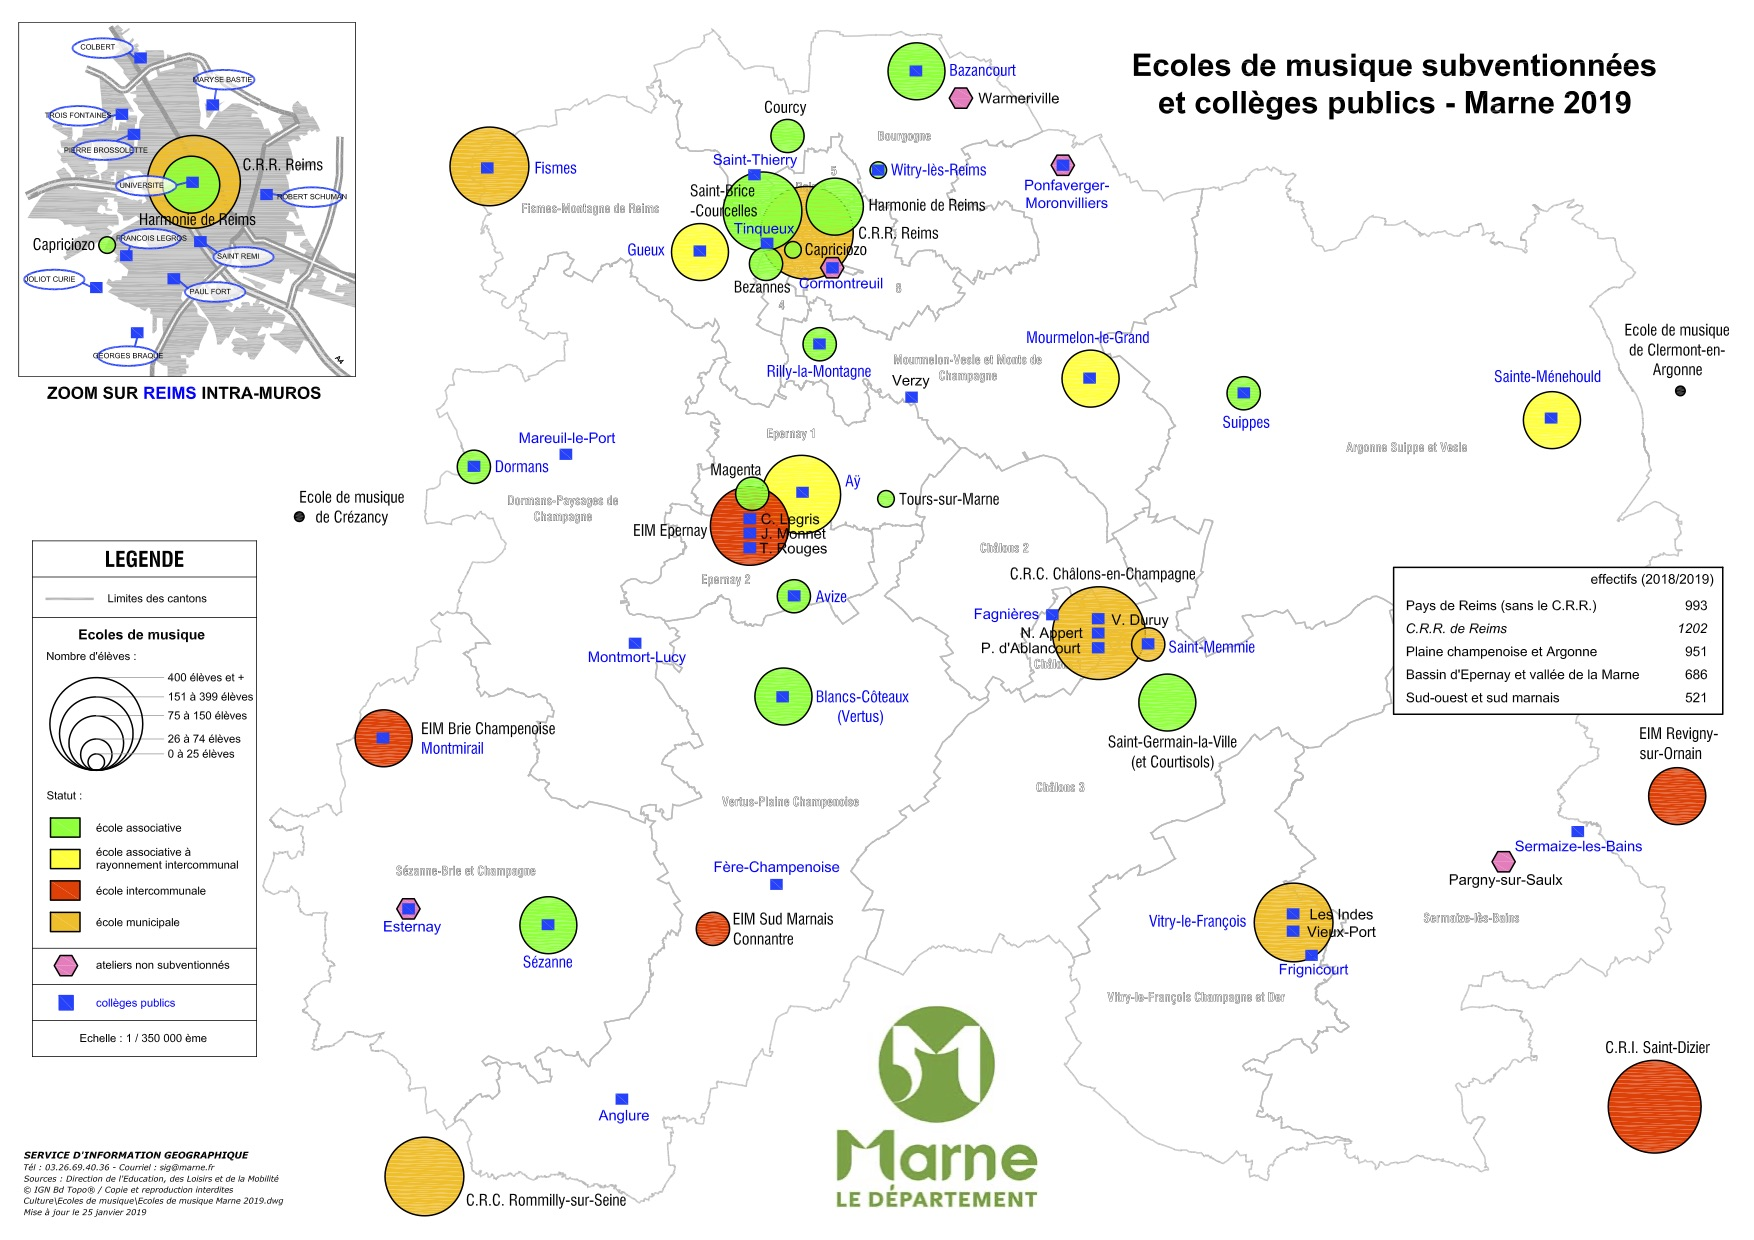 Ecoles de musique subventionnées
et collèges publics - Marne 2019
COLBERT
MARYSE BASTIE
TROIS FONTAINES
PIERRE BROSSOLETTE
C.R.R. Reims
UNIVERSITE
ROBERT SCHUMAN
Harmonie de Reims
FRANCOIS LEGROS
Capriciozo
SAINT REMI
JOLIOT CURIE
PAUL FORT
GEORGES BRAQUE
A4
ZOOM SUR REIMS INTRA-MUROS
Bazancourt
Warmeriville
Courcy
Bourgogne
Fismes
Saint-Thierry
5
Witry-lès-Reims
Ponfaverger-
Moronvilliers
Saint-Brice
-Courcelles
Fismes-Montagne de Reims
Harmonie de Reims
Tinqueux
C.R.R. Reims
Gueux
Capriciozo
Bezannes
Cormontreuil
6
4
Mourmelon-le-Grand
Rilly-la-Montagne
Mourmelon-Vesle et Monts de
Champagne
Verzy
Suippes
Sainte-Ménehould
Ecole de musique
de Clermont-en-
Argonne
Argonne Suippe et Vesle
Epernay 1
Mareuil-le-Port
Dormans
Magenta
Aÿ
Tours-sur-Marne
Ecole de musique
de Crézancy
Dormans-Paysages de
Champagne
EIM Epernay
C. Legris
J. Monnet
T. Rouges
Epernay 2
Avize
Châlons 2
C.R.C. Châlons-en-Champagne
Fagnières
V. Duruy
N. Appert
P. d'Ablancourt
Saint-Memmie
Montmort-Lucy
Blancs-Côteaux
(Vertus)
Saint-Germain-la-Ville
(et Courtisols)
EIM Brie Champenoise
Montmirail
Châlons 3
Vertus-Plaine Champenoise
effectifs (2018/2019)
Pays de Reims (sans le C.R.R.) 993
C.R.R. de Reims 1202
Plaine champenoise et Argonne 951
Bassin d'Epernay et vallée de la Marne 686
Sud-ouest et sud marnais 521
EIM Revigny-
sur-Ornain
Sermaize-les-Bains
Pargny-sur-Saulx
Sermaize-lès-Bains
Sézanne-Brie et Champagne
Fère-Champenoise
Esternay
Sézanne
EIM Sud Marnais
Connantre
Vitry-le-François
Les Indes
Vieux-Port
Frignicourt
Vitry-le-François Champagne et Der
C.R.I. Saint-Dizier
Anglure
C.R.C. Rommilly-sur-Seine
LEGENDE
Limites des cantons
Ecoles de musique
Nombre d'élèves :
400 élèves et +
151 à 399 élèves
75 à 150 élèves
26 à 74 élèves
0 à 25 élèves
Statut :
école associative
école associative à
rayonnement intercommunal
école intercommunale
école municipale
ateliers non subventionnés
collèges publics
Echelle : 1 / 350 000 ème
Marne
LE DÉPARTEMENT
SERVICE D'INFORMATION GEOGRAPHIQUE
Tél : 03.26.69.40.36 - Courriel : sig@marne.fr
Sources : Direction de l'Education, des Loisirs et de la Mobilité
© IGN Bd Topo® / Copie et reproduction interdites
Culture\Ecoles de musique\Ecoles de musique Marne 2019.dwg
Mise à jour le 25 janvier 2019